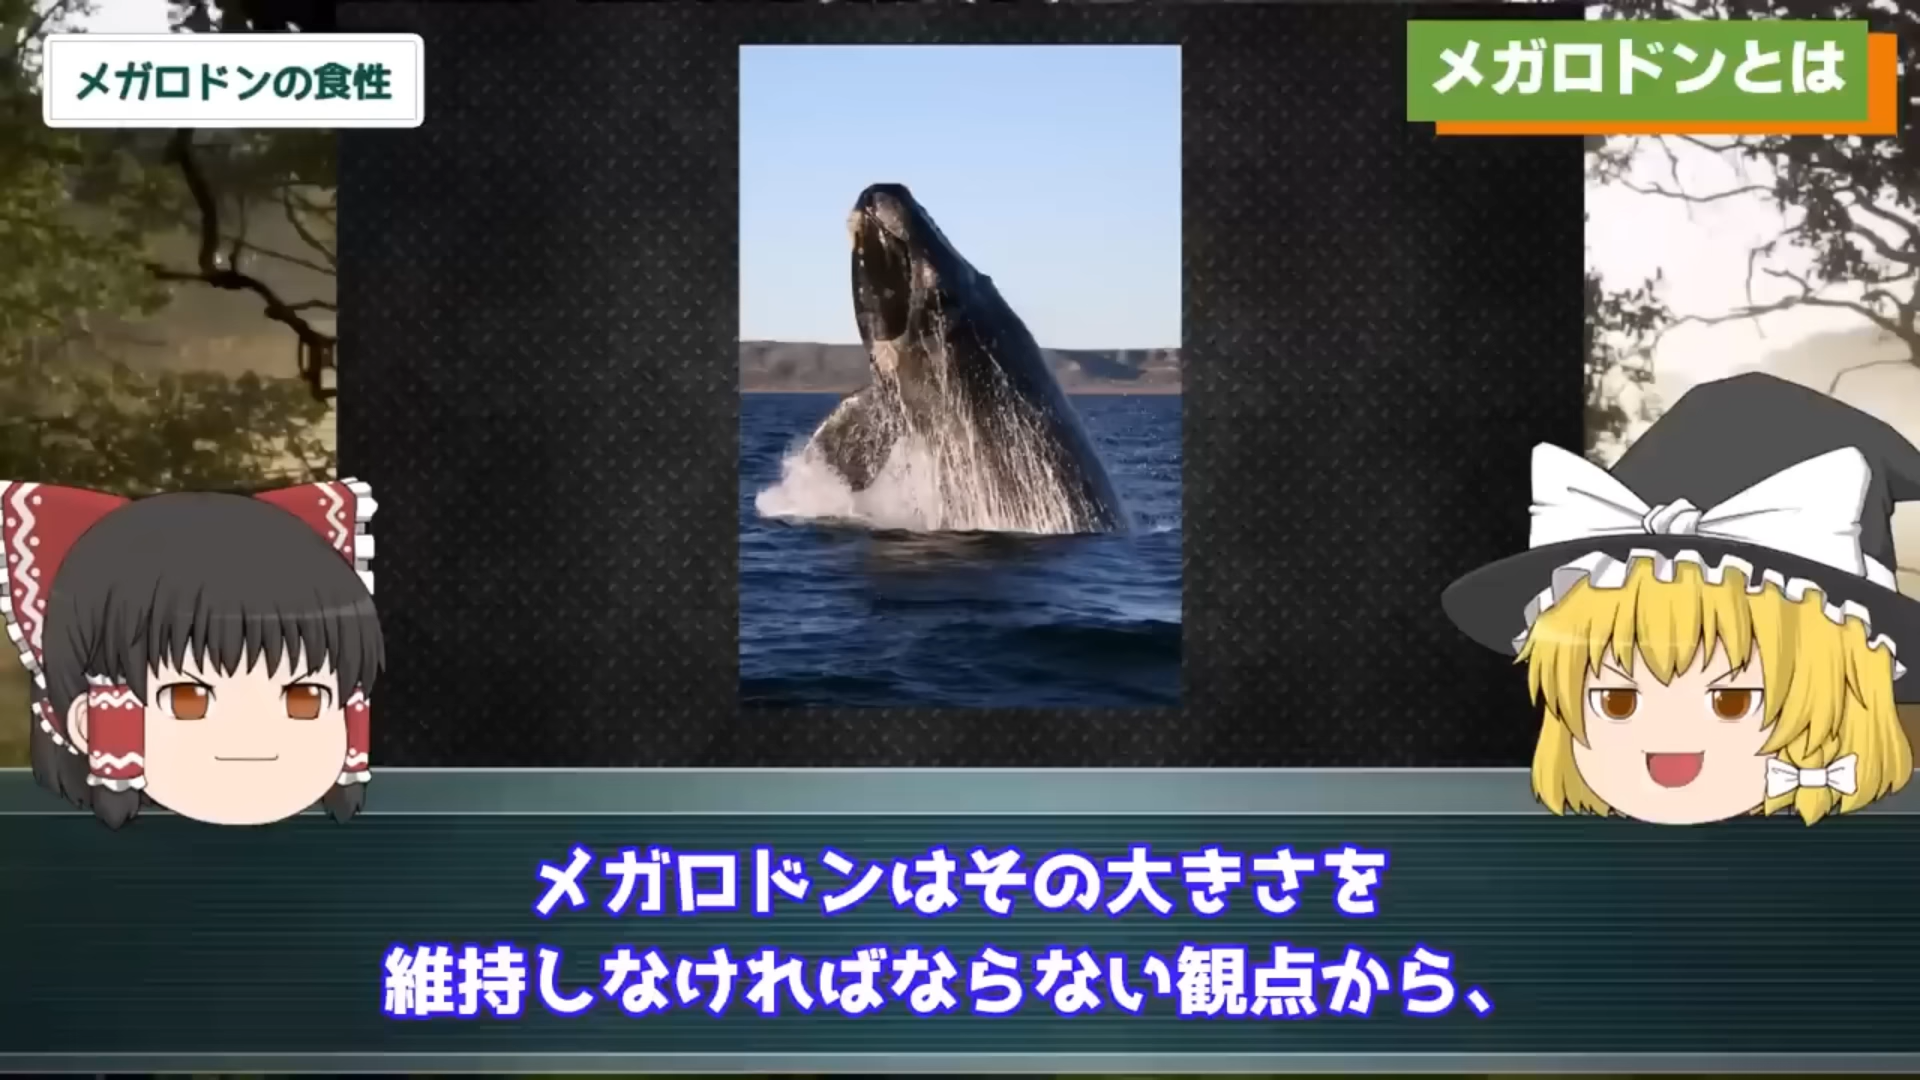 メガロドンの食性
メガロドンとは
メガロドンはその大きさを
維持しなければならない観点から、